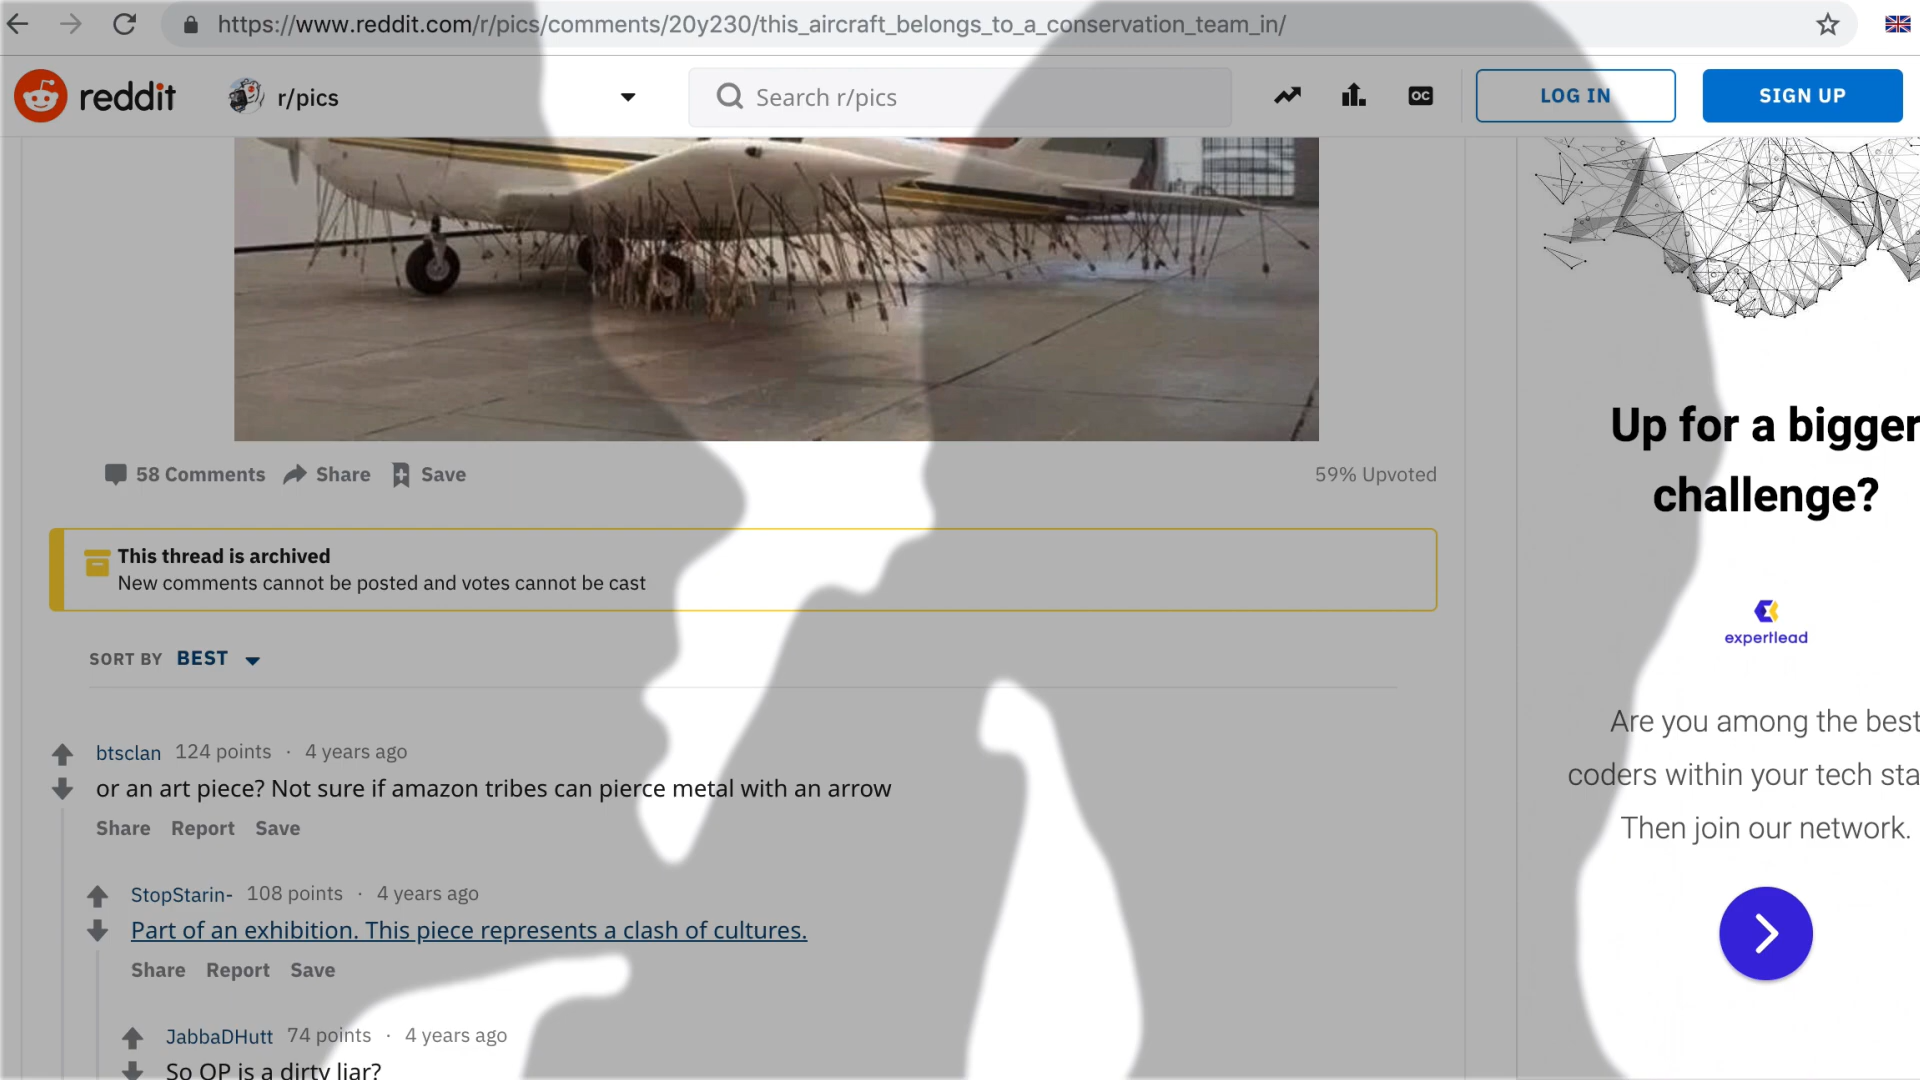 https://www.reddit.com/r/pics/comments/20y230/this_aircraft_belongs_to_a_conservation_team_in/
reddit r/pics Search r/pics OC LOG IN SIGN UP
58 Comments Share Save 59% Upvoted
This thread is archived
New comments cannot be posted and votes cannot be cast
SORT BY BEST
btsclan 124 points · 4 years ago
or an art piece? Not sure if amazon tribes can pierce metal with an arrow
Share Report Save
StopStarin- 108 points · 4 years ago
Part of an exhibition. This piece represents a clash of cultures.
Share Report Save
JabbaDHutt 74 points · 4 years ago
So OP is a dirty liar?
Up for a bigger
challenge?
expertlead
Are you among the best
coders within your tech sta
Then join our network.